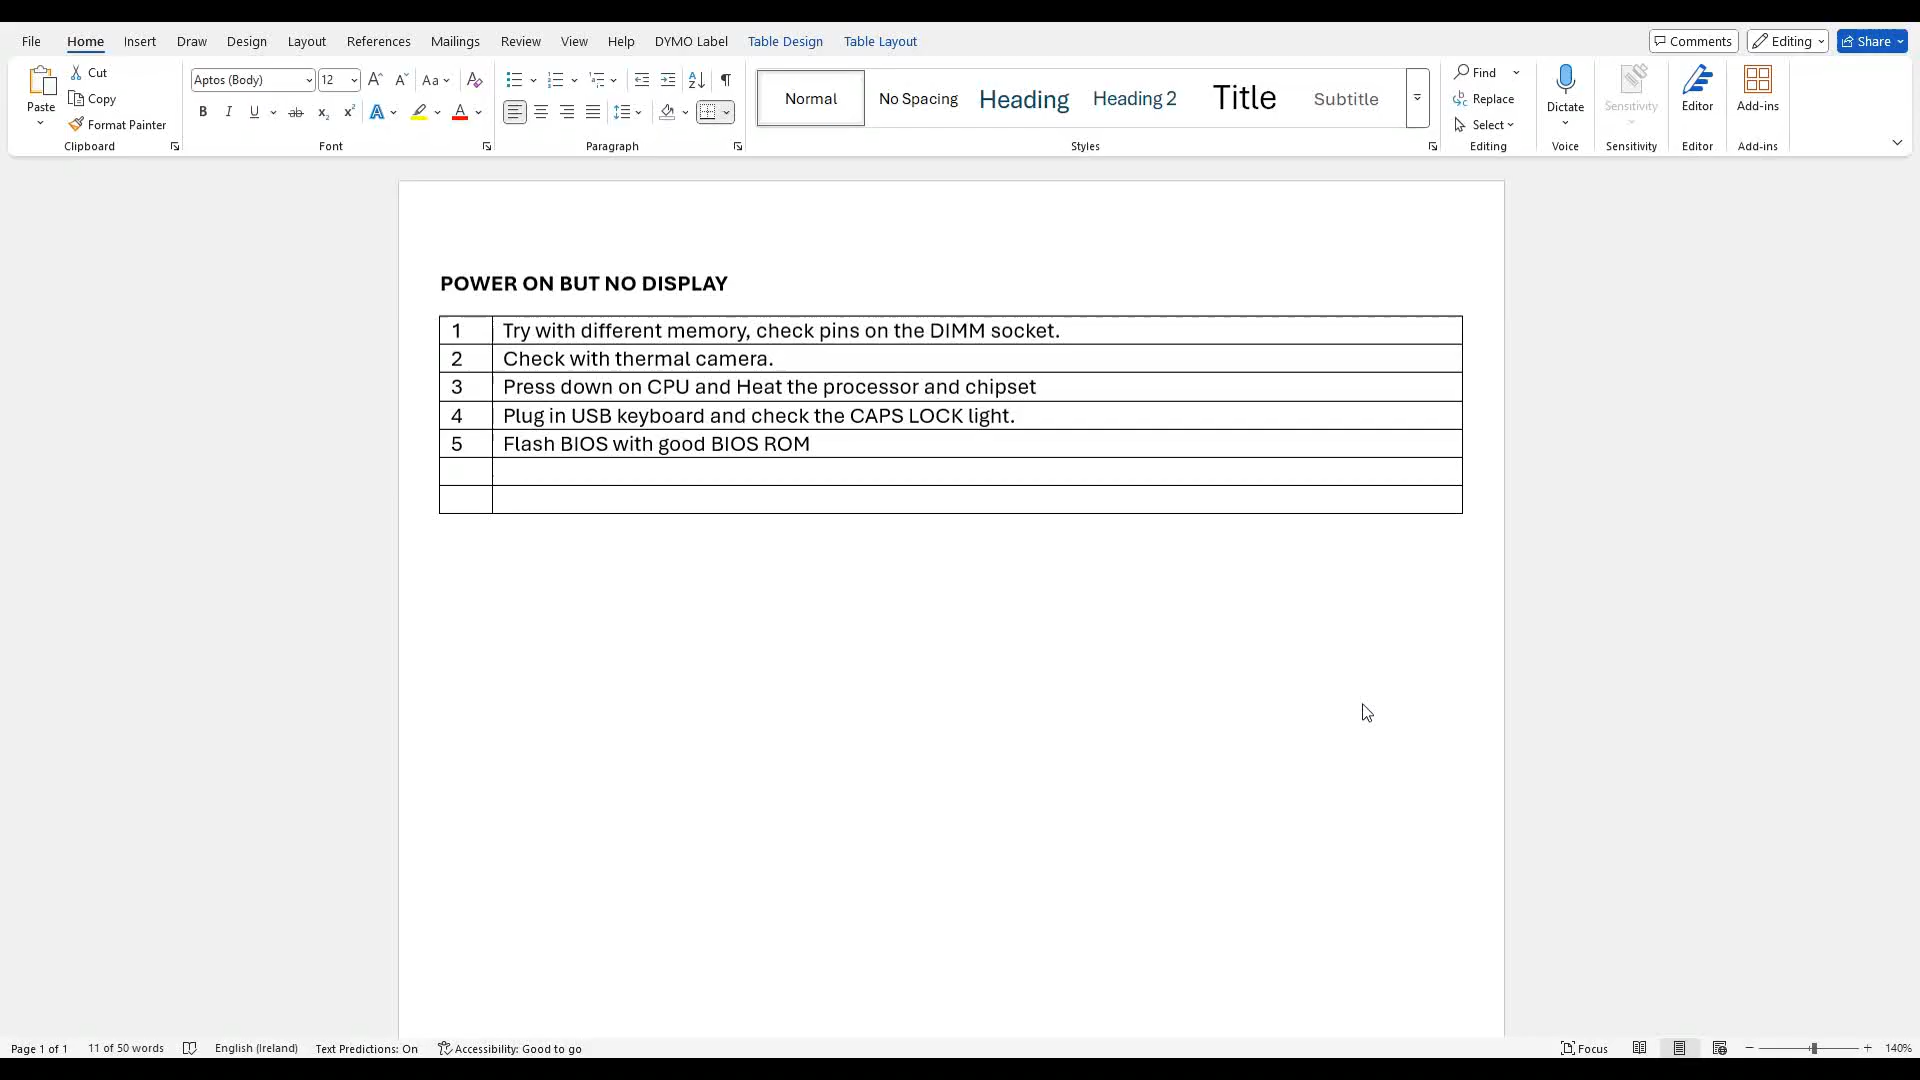 File Home Insert Draw Design Layout References Mailings Review View Help DYMO Label Table Design Table Layout Comments Editing Share
Paste Cut Copy Format Painter
Clipboard
Aptos (Body) 12 Aa
B I U ab x₂ x² A A
Font
Paragraph
Normal No Spacing Heading Heading 2 Title Subtitle
Styles
Find
Replace
Select
Editing
Dictate
Voice
Sensitivity
Sensitivity
Editor
Editor
Add-ins
Add-ins
POWER ON BUT NO DISPLAY
1 Try with different memory, check pins on the DIMM socket.
2 Check with thermal camera.
3 Press down on CPU and Heat the processor and chipset
4 Plug in USB keyboard and check the CAPS LOCK light.
5 Flash BIOS with good BIOS ROM
Page 1 of 1 11 of 50 words English (Ireland) Text Predictions: On Accessibility: Good to go Focus 140%